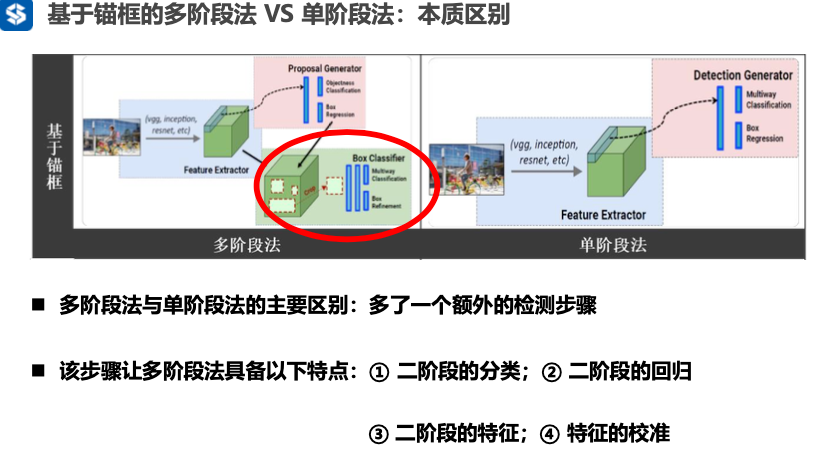 基于锚框的多阶段法 VS 单阶段法：本质区别
基于锚框
Proposal Generator
Objectness
Classification
Box
Regression
(vgg, inception,
resnet, etc)
Feature Extractor
Box Classifier
Crop
Multiway
Classification
Box
Refinement
多阶段法
Detection Generator
Multiway
Classification
Box
Regression
(vgg, inception,
resnet, etc)
Feature Extractor
单阶段法
■ 多阶段法与单阶段法的主要区别：多了一个额外的检测步骤
■ 该步骤让多阶段法具备以下特点：① 二阶段的分类；② 二阶段的回归
③ 二阶段的特征；④ 特征的校准